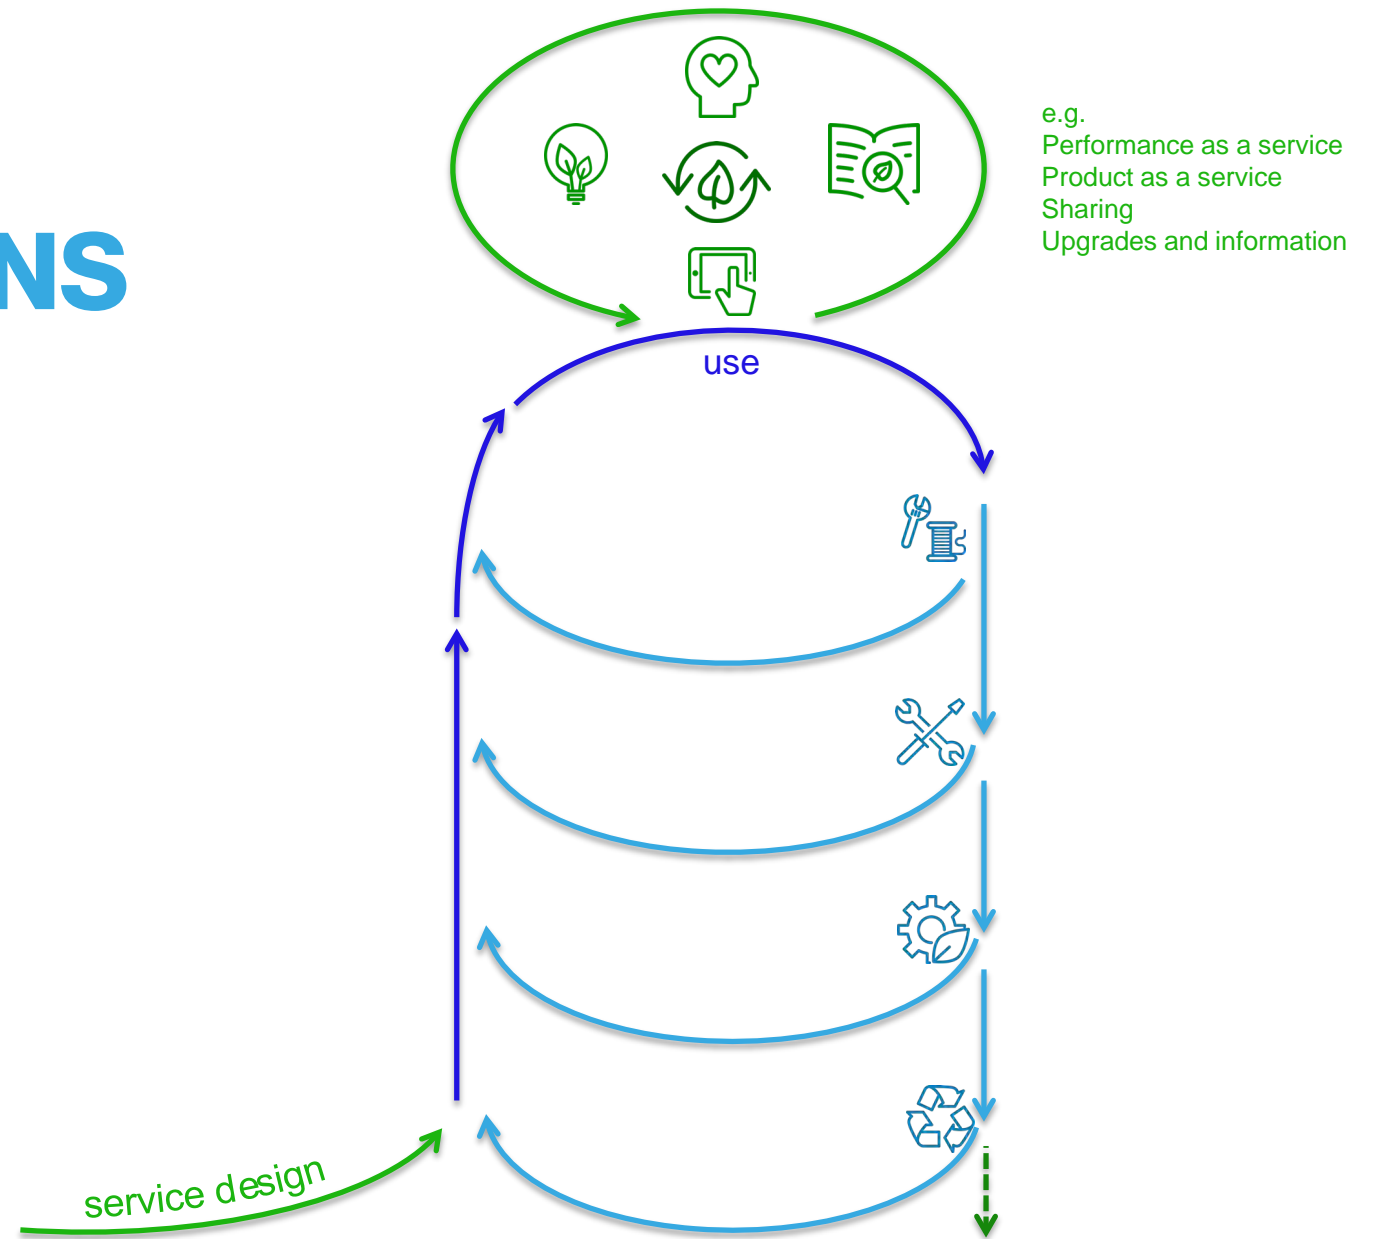 e.g.
Performance as a service
Product as a service
Sharing
Upgrades and information
NS
use
service design